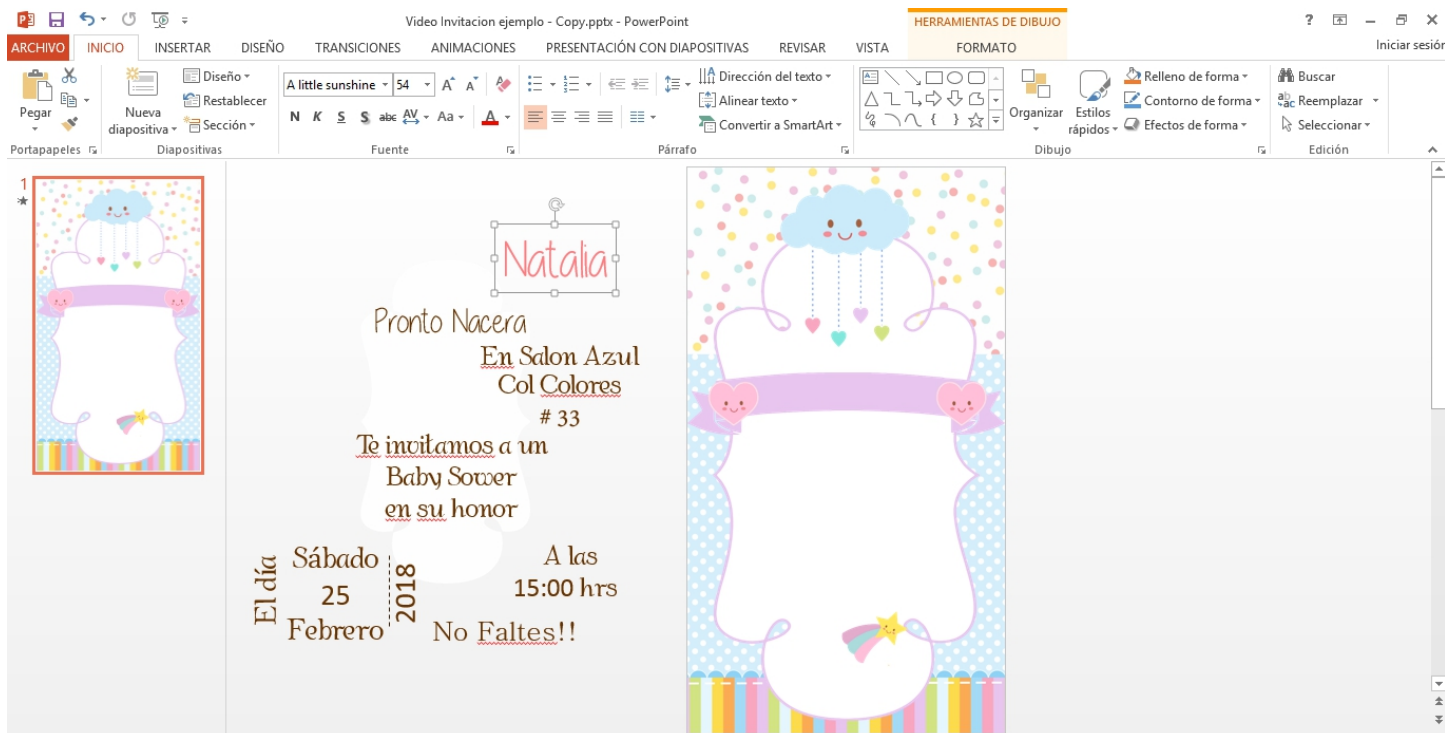 Video Invitacion ejemplo - Copy.pptx - PowerPoint
HERRAMIENTAS DE DIBUJO
ARCHIVO INICIO INSERTAR DISEÑO TRANSICIONES ANIMACIONES PRESENTACIÓN CON DIAPOSITIVAS REVISAR VISTA FORMATO
Iniciar sesión
Pegar
Nueva diapositiva
Diseño
Restablecer
Sección
A little sunshine 54
N K S S abc AV Aa A
Dirección del texto
Alinear texto
Convertir a SmartArt
Organizar
Estilos rápidos
Relleno de forma
Contorno de forma
Efectos de forma
Buscar
Reemplazar
Seleccionar
Portapapeles Diapositivas Fuente Párrafo Dibujo Edición
1
Natalia
Pronto Nacera
En Salon Azul
Col Colores
# 33
Te invitamos a un
Baby Sower
en su honor
El día
Sábado
25
Febrero
2018
A las
15:00 hrs
No Faltes!!